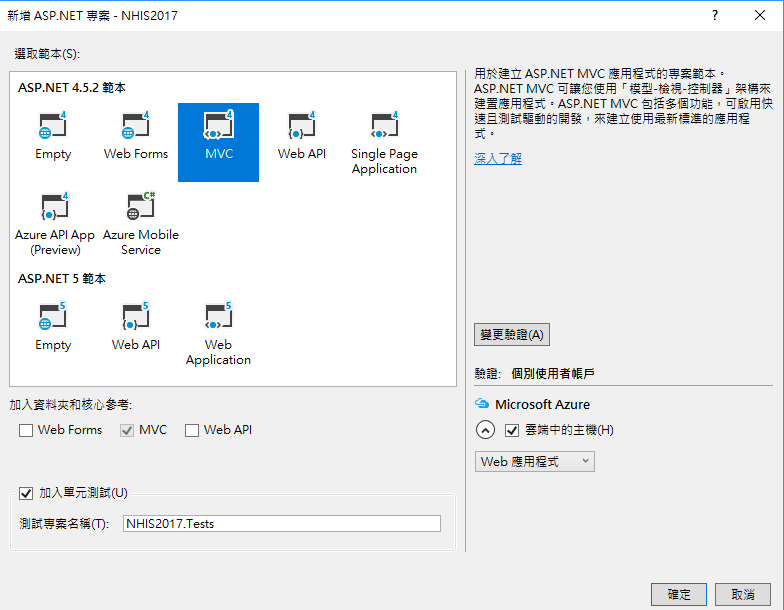 新增 ASP.NET 專案 - NHIS2017
?
選取範本(S):
ASP.NET 4.5.2 範本
4
Empty
4
Web Forms
4
MVC
4
Web API
4
Single Page
Application
4
Azure API App
(Preview)
C#
Azure Mobile
Service
ASP.NET 5 範本
5
Empty
5
Web API
5
Web
Application
加入資料夾和核心參考:
Web Forms
MVC
Web API
加入單元測試(U)
測試專案名稱(T):
NHIS2017.Tests
用於建立 ASP.NET MVC 應用程式的專案範本。
ASP.NET MVC 可讓您使用「模型-檢視-控制器」架構來
建置應用程式。ASP.NET MVC 包括多個功能，可啟用快
速且測試驅動的開發，來建立使用最新標準的應用程
式。
深入了解
變更驗證(A)
驗證: 個別使用者帳戶
Microsoft Azure
雲端中的主機(H)
Web 應用程式
確定
取消